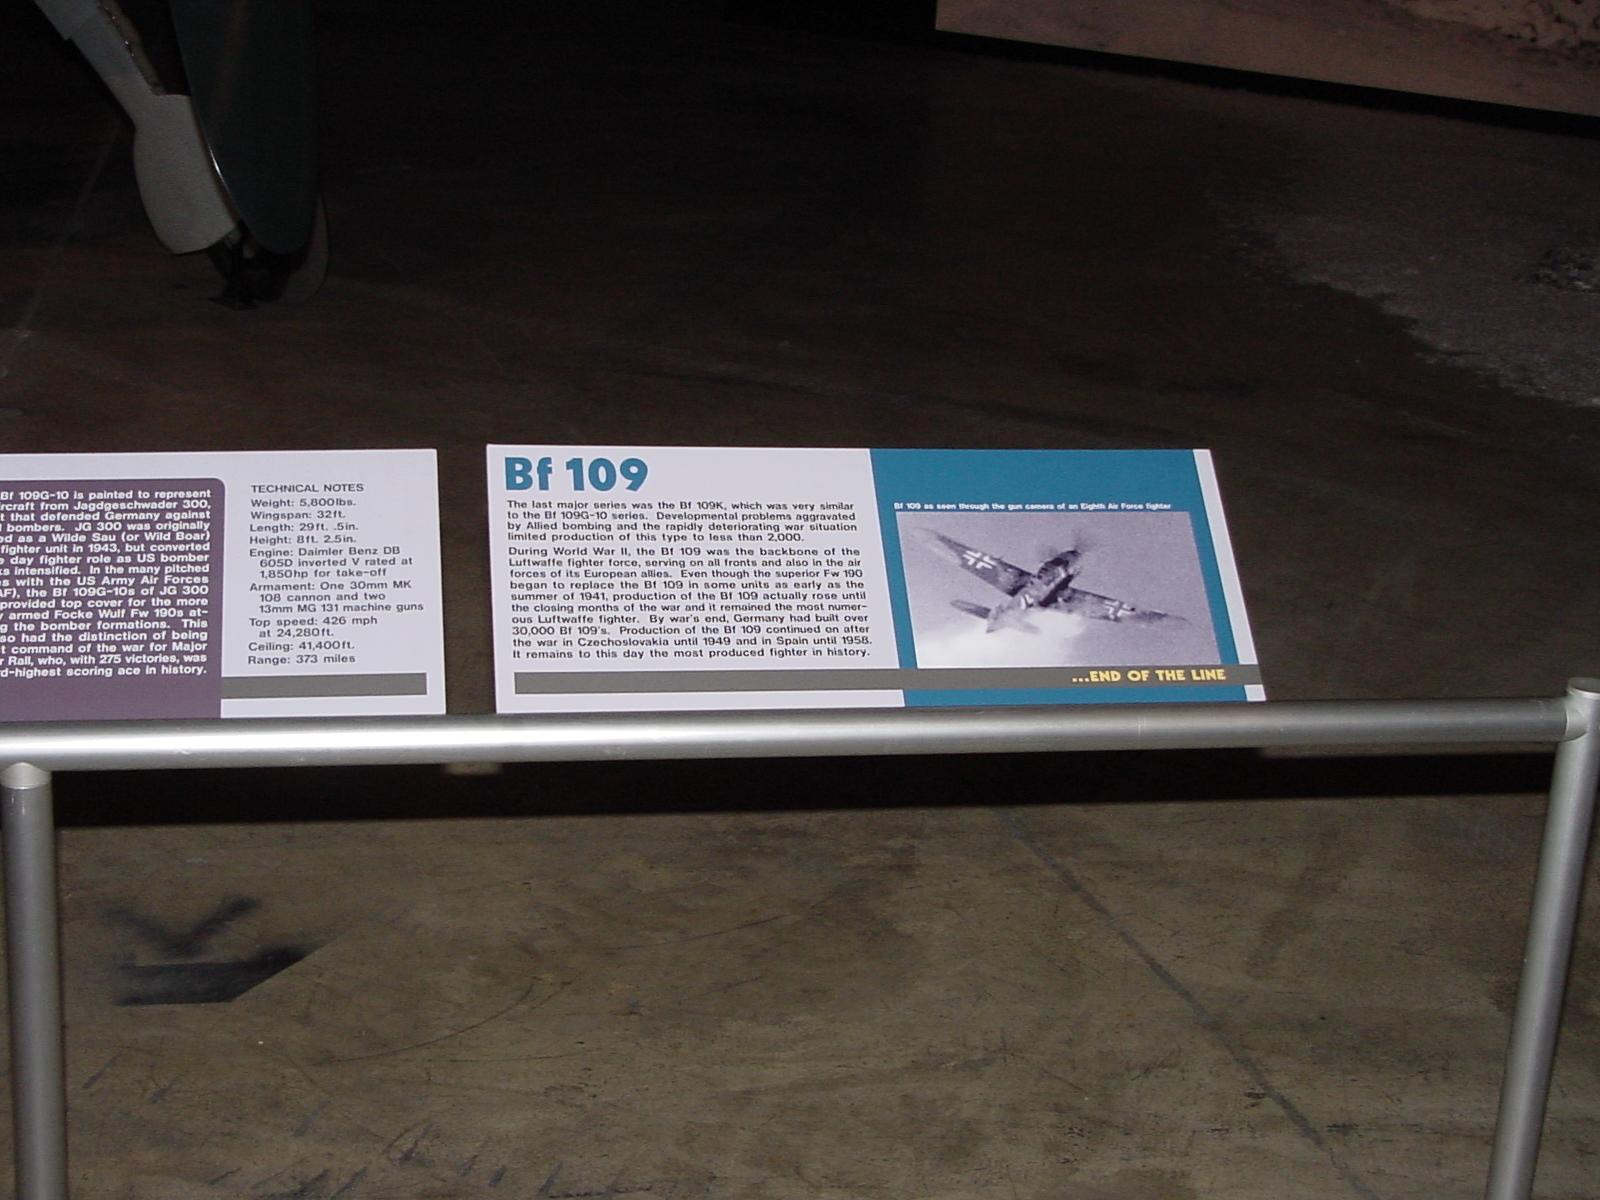 Bf 109G-10 is painted to represent
rcraft from Jagdgeschwader 300,
t that defended Germany against
bombers. JG 300 was originally
ed as a Wilde Sau (or Wild Boar)
fighter unit in 1943, but converted
day fighter role as US bomber
s intensified. In the many pitched
s with the US Army Air Forces
AF), the Bf 109G-10s of JG 300
provided top cover for the more
armed Focke Wulf Fw 190s at-
g the bomber formations. This
so had the distinction of being
t command of the war for Major
r Rall, who, with 275 victories, was
d-highest scoring ace in history.
TECHNICAL NOTES
Weight: 5,800lbs.
Wingspan: 32ft.
Length: 29ft. .5in.
Height: 8ft. 2.5in.
Engine: Daimler Benz DB
605D inverted V rated at
1,850hp for take-off
Armament: One 30mm MK
108 cannon and two
13mm MG 131 machine guns
Top speed: 426 mph
at 24,280ft.
Ceiling: 41,400ft.
Range: 373 miles
Bf 109
The last major series was the Bf 109K, which was very similar
to the Bf 109G-10 series. Developmental problems aggravated
by Allied bombing and the rapidly deteriorating war situation
limited production of this type to less than 2,000.
During World War II, the Bf 109 was the backbone of the
Luftwaffe fighter force, serving on all fronts and also in the air
forces of its European allies. Even though the superior Fw 190
began to replace the Bf 109 in some units as early as the
summer of 1941, production of the Bf 109 actually rose until
the closing months of the war and it remained the most numer-
ous Luftwaffe fighter. By war's end, Germany had built over
30,000 Bf 109's. Production of the Bf 109 continued on after
the war in Czechoslovakia until 1949 and in Spain until 1958.
It remains to this day the most produced fighter in history.
Bf 109 as seen through the gun camera of an Eighth Air Force fighter
...END OF THE LINE